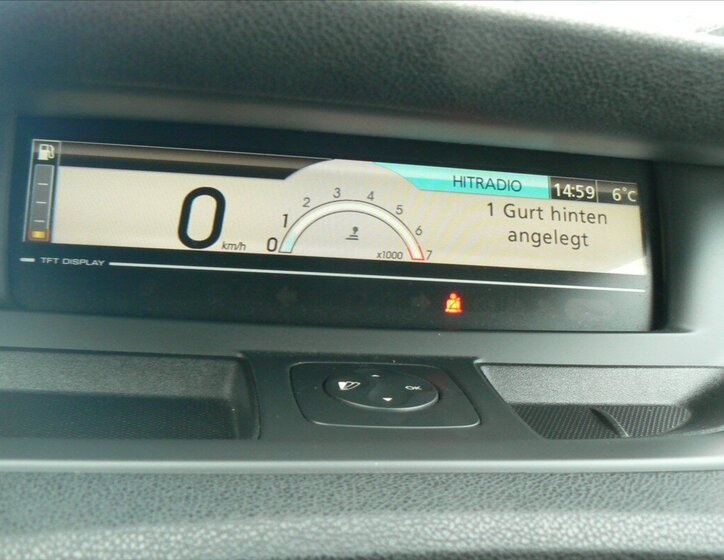 HITRADIO 14:59 6°C
1 Gurt hinten
angelegt
0 km/h
0 1 2 3 4 5 6 7
x1000
TFT DISPLAY
OK